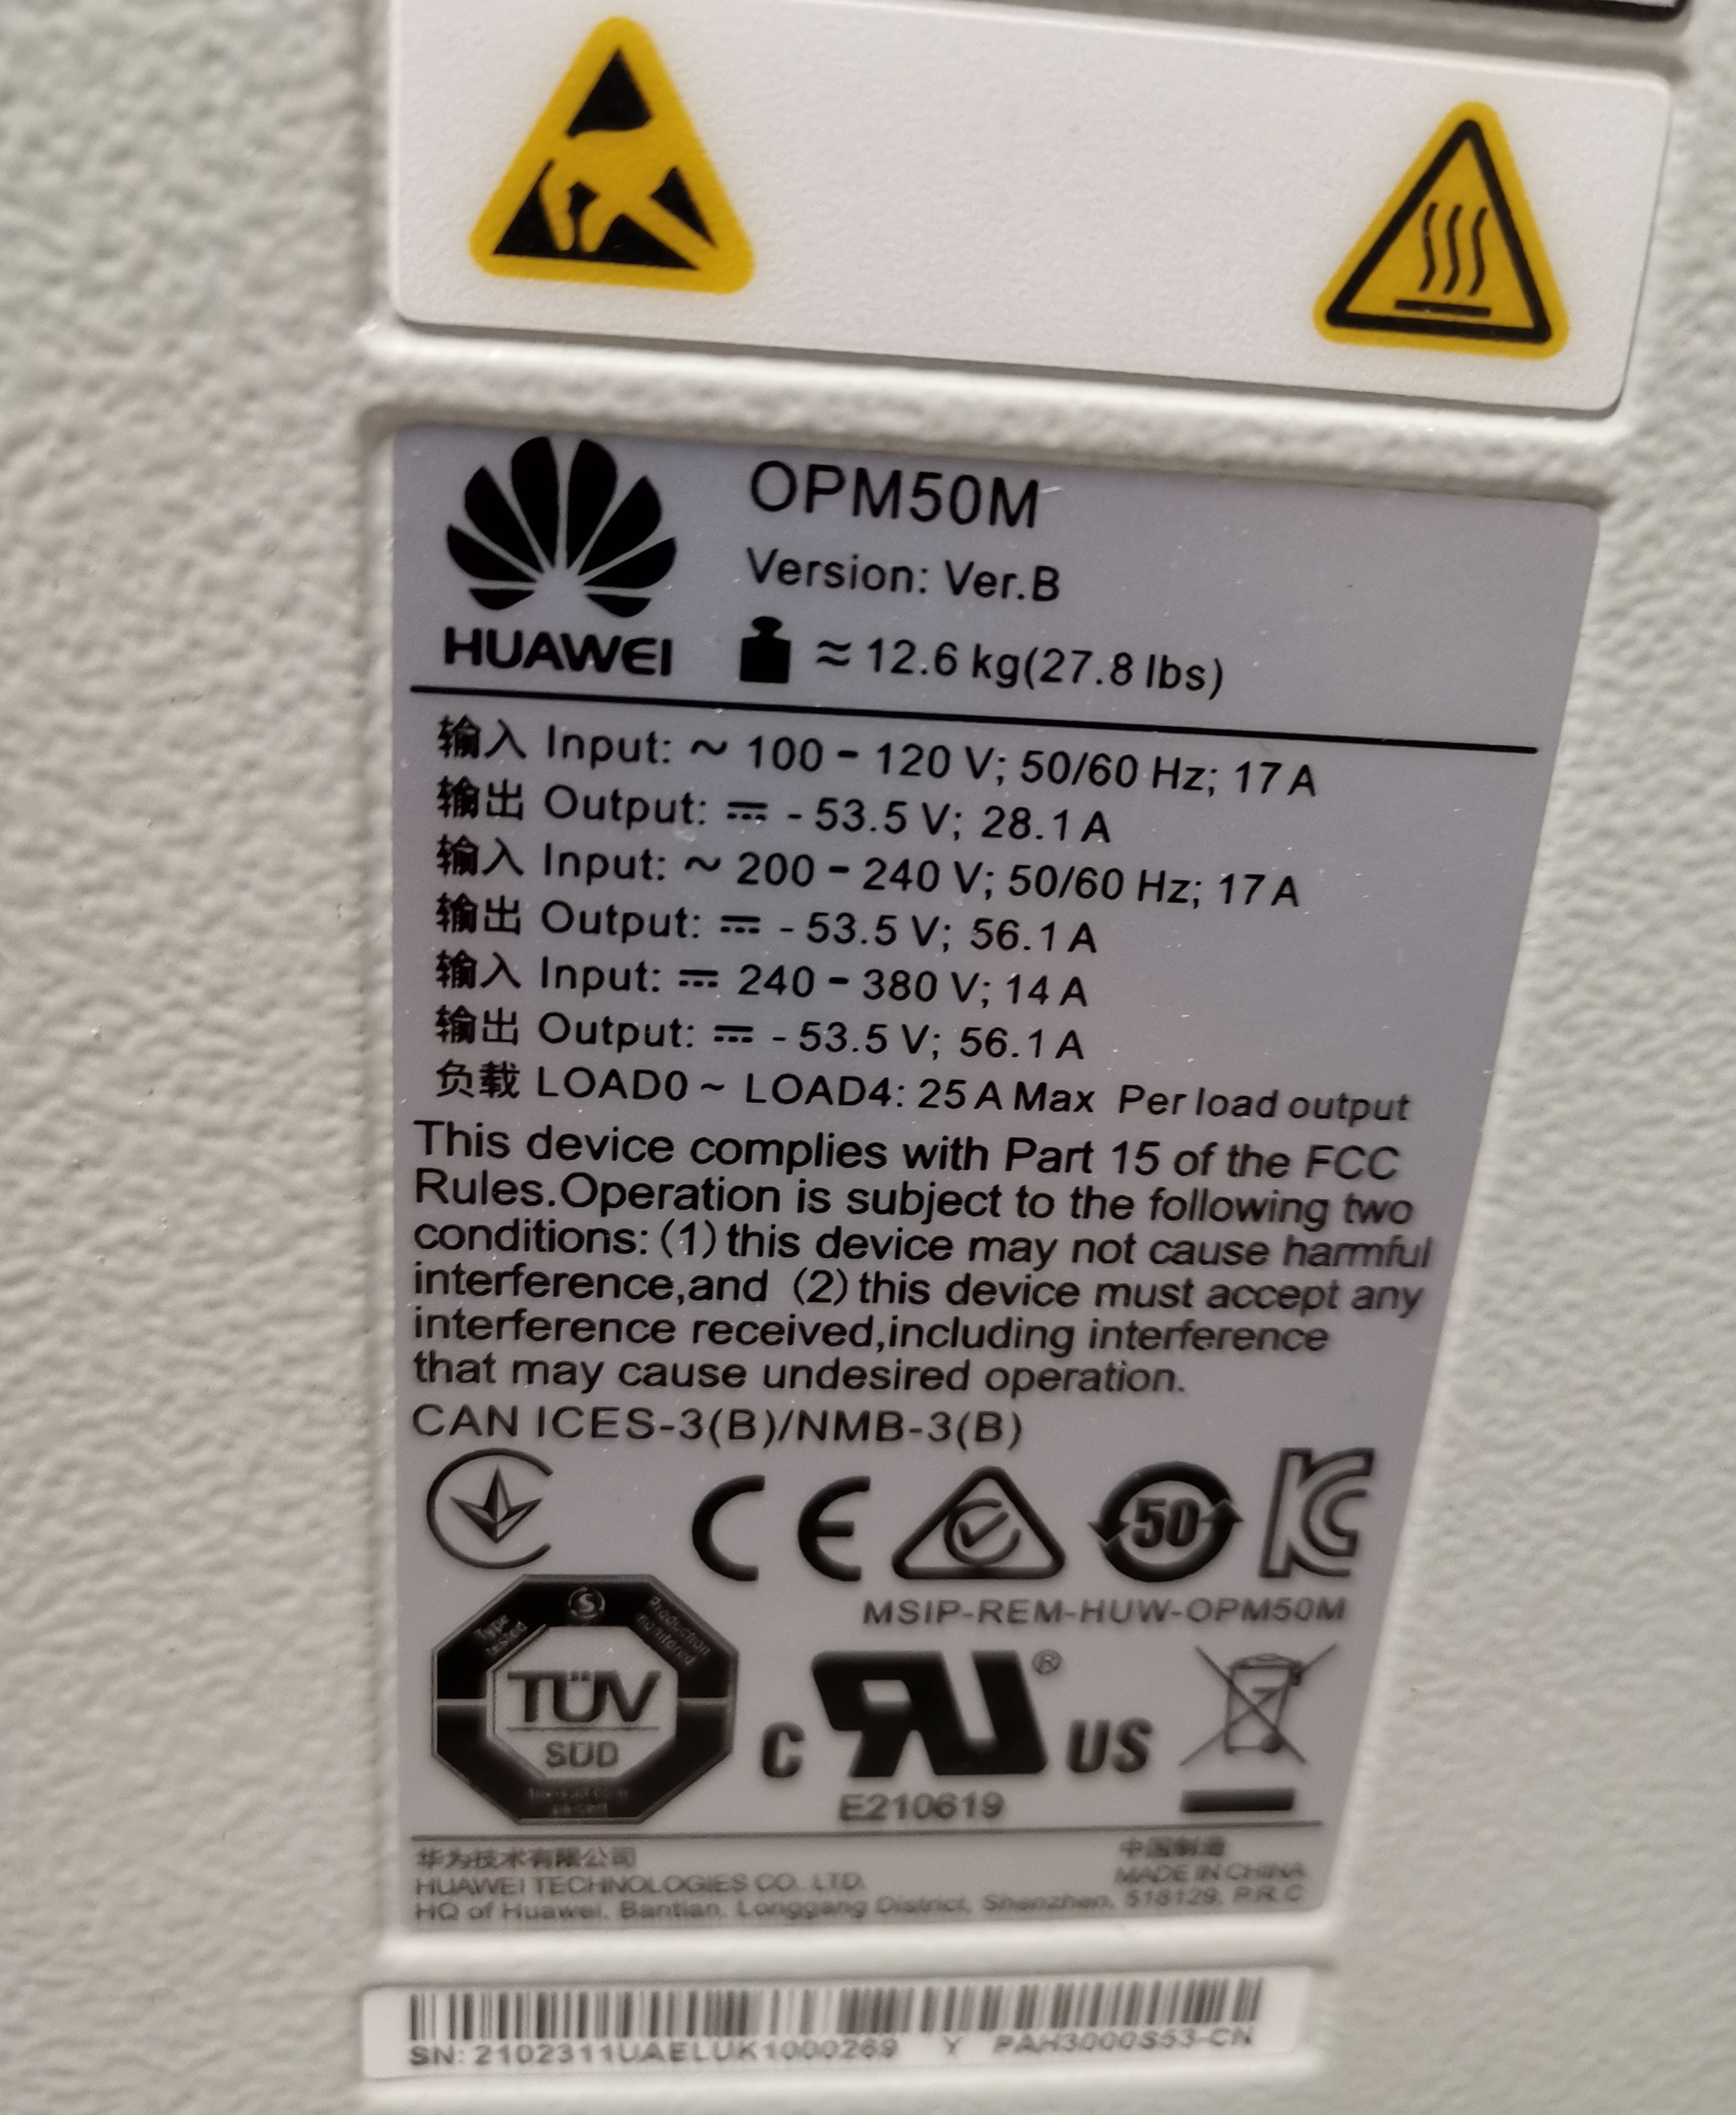 HUAWEI
OPM50M
Version: Ver.B
≈ 12.6 kg(27.8 lbs)
输入 Input: ~ 100 - 120 V; 50/60 Hz; 17 A
输出 Output: ⎓ - 53.5 V; 28.1 A
输入 Input: ~ 200 - 240 V; 50/60 Hz; 17 A
输出 Output: ⎓ - 53.5 V; 56.1 A
输入 Input: ⎓ 240 - 380 V; 14 A
输出 Output: ⎓ - 53.5 V; 56.1 A
负载 LOAD0 ~ LOAD4: 25 A Max Per load output
This device complies with Part 15 of the FCC
Rules.Operation is subject to the following two
conditions: (1) this device may not cause harmful
interference,and (2) this device must accept any
interference received,including interference
that may cause undesired operation.
CAN ICES-3(B)/NMB-3(B)
CE 50 KC
MSIP-REM-HUW-OPM50M
Type tested
Production monitored
TÜV
SÜD
C RU ® US
E210619
华为技术有限公司
HUAWEI TECHNOLOGIES CO., LTD.
中国制造
MADE IN CHINA
HQ of Huawei, Bantian, Longgang District, Shenzhen, 518129, P.R.C
SN: 2102311UAELUK1000269 Y PAH3000S53-CN